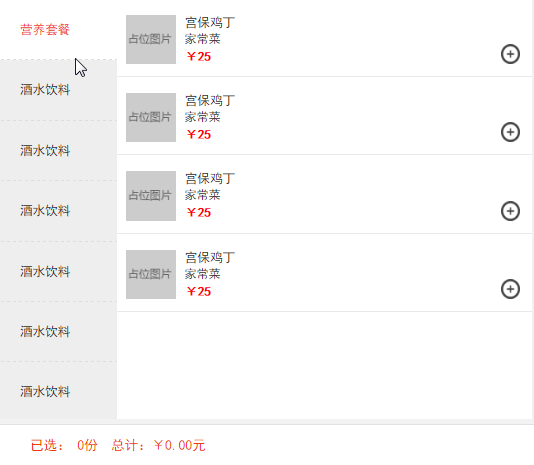 营养套餐
酒水饮料
酒水饮料
酒水饮料
酒水饮料
酒水饮料
酒水饮料
占位图片
宫保鸡丁
家常菜
￥25
占位图片
宫保鸡丁
家常菜
￥25
占位图片
宫保鸡丁
家常菜
￥25
占位图片
宫保鸡丁
家常菜
￥25
已选： 0份 总计：￥0.00元